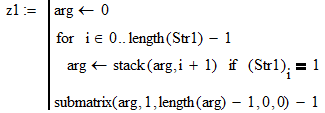 z1 := arg ← 0
for i ∈ 0..length(Str1) − 1
arg ← stack(arg,i + 1) if (Str1)ᵢ = 1
submatrix(arg,1,length(arg) − 1,0,0) − 1